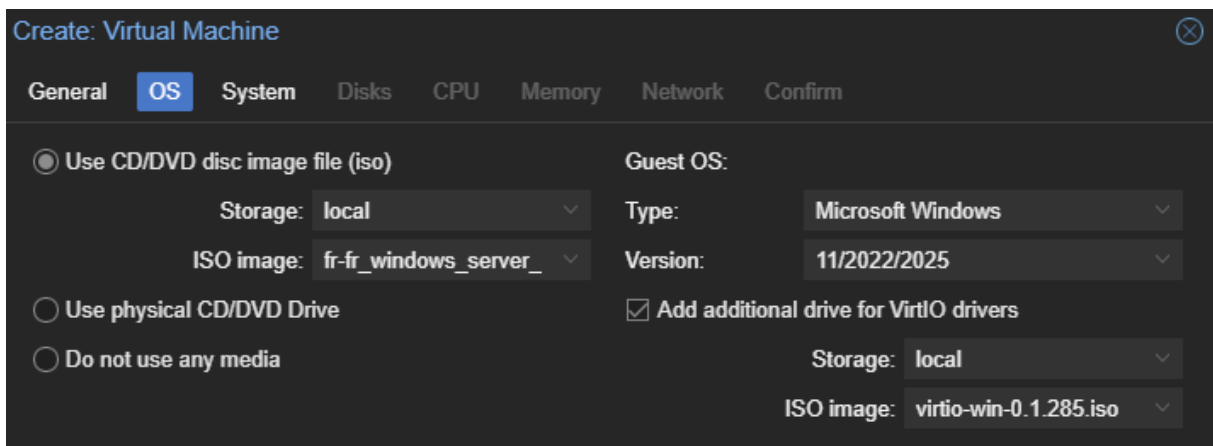 Create: Virtual Machine
General OS System Disks CPU Memory Network Confirm
Use CD/DVD disc image file (iso)
Storage: local
ISO image: fr-fr_windows_server_
Use physical CD/DVD Drive
Do not use any media
Guest OS:
Type: Microsoft Windows
Version: 11/2022/2025
Add additional drive for VirtIO drivers
Storage: local
ISO image: virtio-win-0.1.285.iso